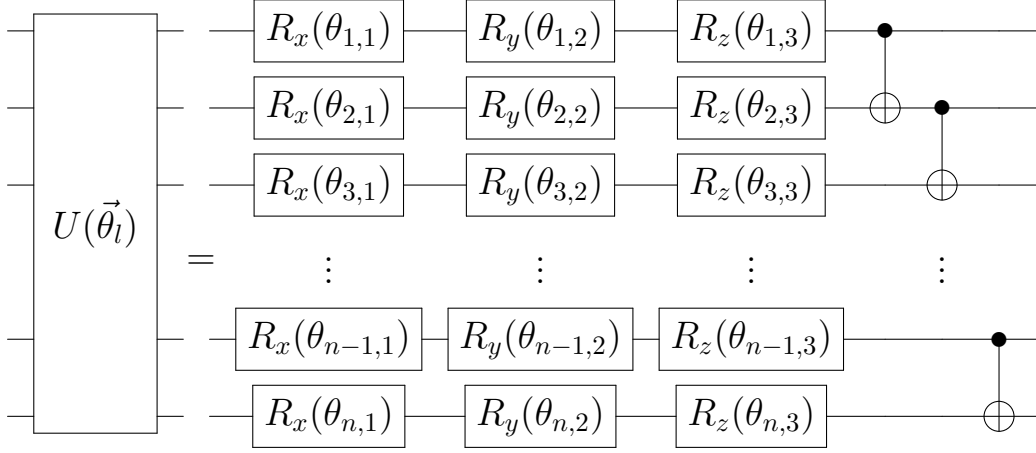 R_x(θ_{1,1}) R_y(θ_{1,2}) R_z(θ_{1,3})
R_x(θ_{2,1}) R_y(θ_{2,2}) R_z(θ_{2,3})
R_x(θ_{3,1}) R_y(θ_{3,2}) R_z(θ_{3,3})
U(\vec{θ}_l) = ⋮ ⋮ ⋮ ⋮
R_x(θ_{n−1,1}) R_y(θ_{n−1,2}) R_z(θ_{n−1,3})
R_x(θ_{n,1}) R_y(θ_{n,2}) R_z(θ_{n,3})